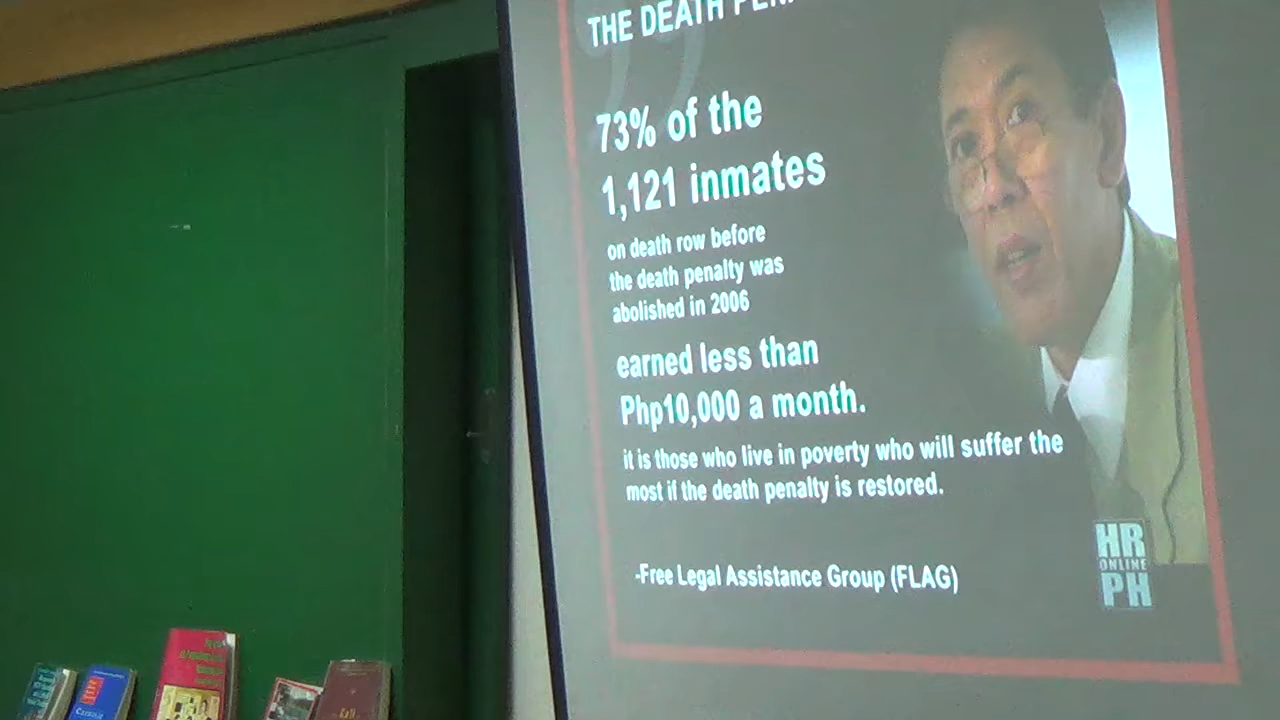 THE DEATH
73% of the
1,121 inmates
on death row before
the death penalty was
abolished in 2006
earned less than
Php10,000 a month.
it is those who live in poverty who will suffer the
most if the death penalty is restored.
-Free Legal Assistance Group (FLAG)
HR
ONLINE
PH